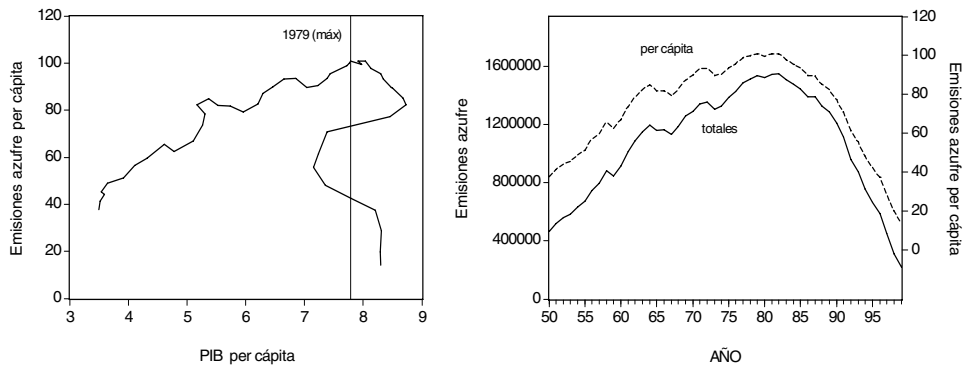 Emisiones azufre per cápita
120
100
80
60
40
20
0
1979 (máx)
3 4 5 6 7 8 9
PIB per cápita
Emisiones azufre
1600000
1200000
800000
400000
0
per cápita
totales
50 55 60 65 70 75 80 85 90 95
AÑO
120
100
80
60
40
20
0
Emisiones azufre per cápita